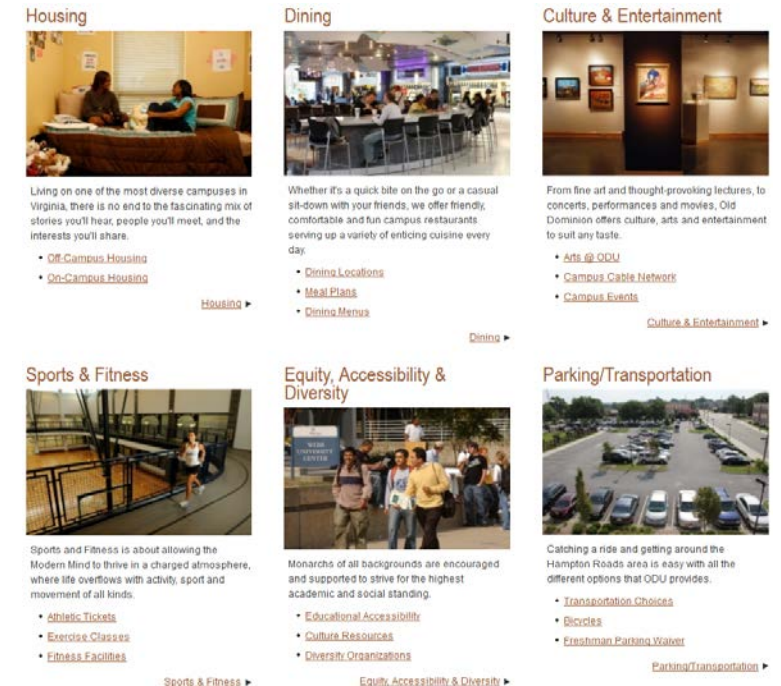 Housing
Living on one of the most diverse campuses in
Virginia, there is no end to the fascinating mix of
stories you'll hear, people you'll meet, and the
interests you'll share.
• Off-Campus Housing
• On-Campus Housing
Housing ►
Dining
Whether it's a quick bite on the go or a casual
sit-down with your friends, we offer friendly,
comfortable and fun campus restaurants
serving up a variety of enticing cuisine every
day.
• Dining Locations
• Meal Plans
• Dining Menus
Dining ►
Culture & Entertainment
From fine art and thought-provoking lectures, to
concerts, performances and movies, Old
Dominion offers culture, arts and entertainment
to suit any taste.
• Arts @ ODU
• Campus Cable Network
• Campus Events
Culture & Entertainment ►
Sports & Fitness
Sports and Fitness is about allowing the
Modern Mind to thrive in a charged atmosphere,
where life overflows with activity, sport and
movement of all kinds.
• Athletic Tickets
• Exercise Classes
• Fitness Facilities
Sports & Fitness ►
Equity, Accessibility &
Diversity
WEBB
UNIVERSITY
CENTER
Monarchs of all backgrounds are encouraged
and supported to strive for the highest
academic and social standing.
• Educational Accessibility
• Culture Resources
• Diversity Organizations
Equity, Accessibility & Diversity ►
Parking/Transportation
Catching a ride and getting around the
Hampton Roads area is easy with all the
different options that ODU provides.
• Transportation Choices
• Bicycles
• Freshman Parking Waiver
Parking/Transportation ►